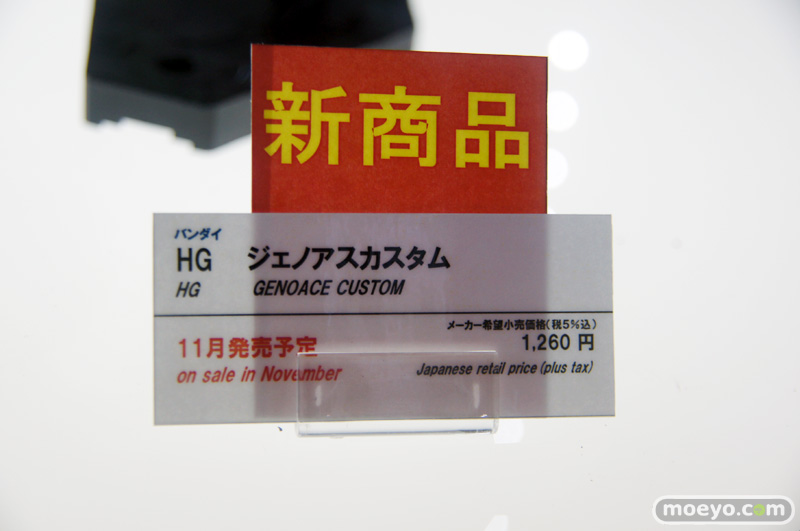 新商品
バンダイ
HG ジェノアスカスタム
HG GENOACE CUSTOM
メーカー希望小売価格(税5%込)
11月発売予定 1,260 円
on sale in November Japanese retail price (plus tax)
moeyo.com